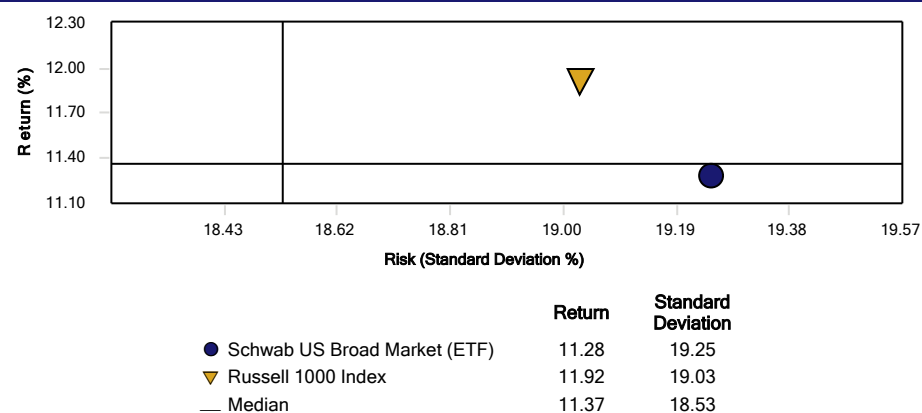 12.30
12.00
11.70
11.40
11.10
Return (%)
18.43 18.62 18.81 19.00 19.19 19.38 19.57
Risk (Standard Deviation %)
Return Standard Deviation
Schwab US Broad Market (ETF) 11.28 19.25
Russell 1000 Index 11.92 19.03
Median 11.37 18.53